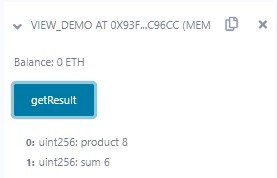 VIEW_DEMO AT 0X93F...C96CC (MEM
Balance: 0 ETH
getResult
0: uint256: product 8
1: uint256: sum 6